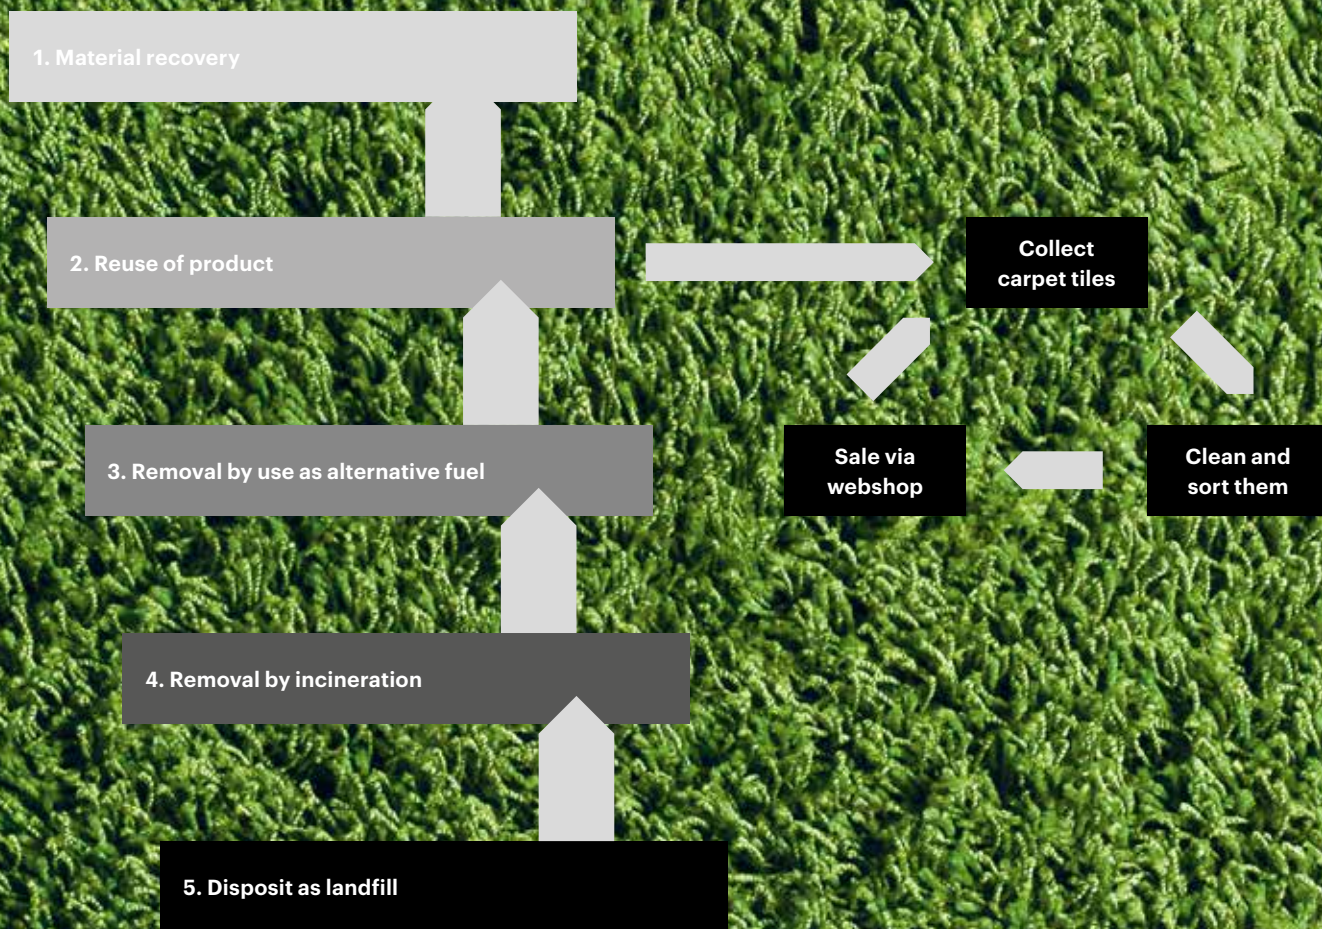 1. Material recovery
2. Reuse of product
Collect
carpet tiles
3. Removal by use as alternative fuel
Sale via
webshop
Clean and
sort them
4. Removal by incineration
5. Disposit as landfill